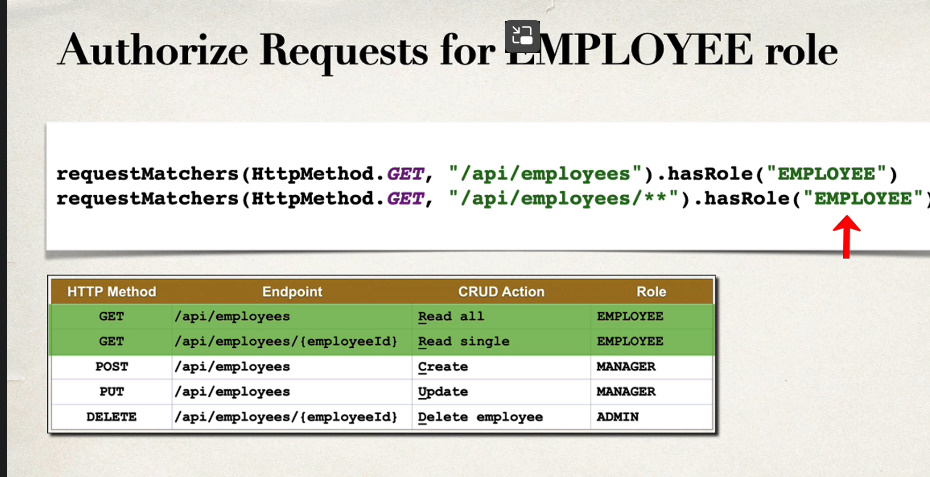 Authorize Requests for EMPLOYEE role
requestMatchers(HttpMethod.GET, "/api/employees").hasRole("EMPLOYEE")
requestMatchers(HttpMethod.GET, "/api/employees/**").hasRole("EMPLOYEE")
HTTP Method Endpoint CRUD Action Role
GET /api/employees Read all EMPLOYEE
GET /api/employees/{employeeId} Read single EMPLOYEE
POST /api/employees Create MANAGER
PUT /api/employees Update MANAGER
DELETE /api/employees/{employeeId} Delete employee ADMIN